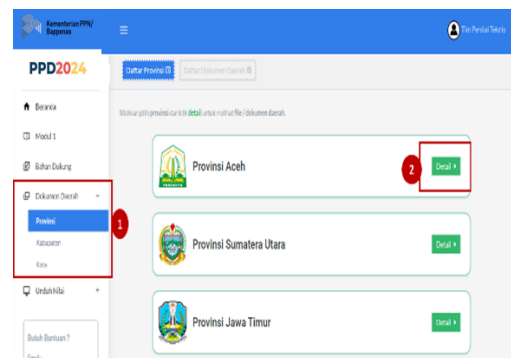 Kementerian PPN/
Bappenas
Tim Penilai Teknis
PPD2024
Daftar Provinsi
Daftar Dokumen Daerah
Silahkan pilih provinsi dan klik detail untuk melihat file / dokumen daerah.
Beranda
Modul 1
Bahan Dukung
Dokumen Daerah
Provinsi
Kabupaten
Kota
Unduh Nilai
Butuh Bantuan ?
Email:
1
Provinsi Aceh
2
Detail
Provinsi Sumatera Utara
Detail
Provinsi Jawa Timur
Detail